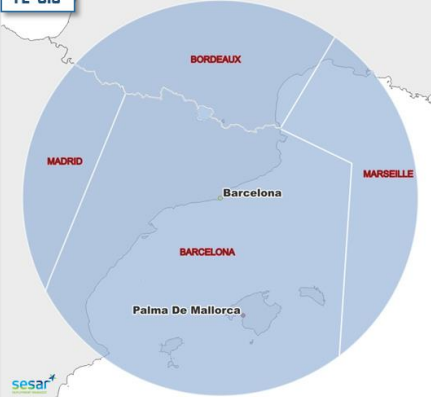 BORDEAUX
MADRID
MARSEILLE
Barcelona
BARCELONA
Palma De Mallorca
sesar